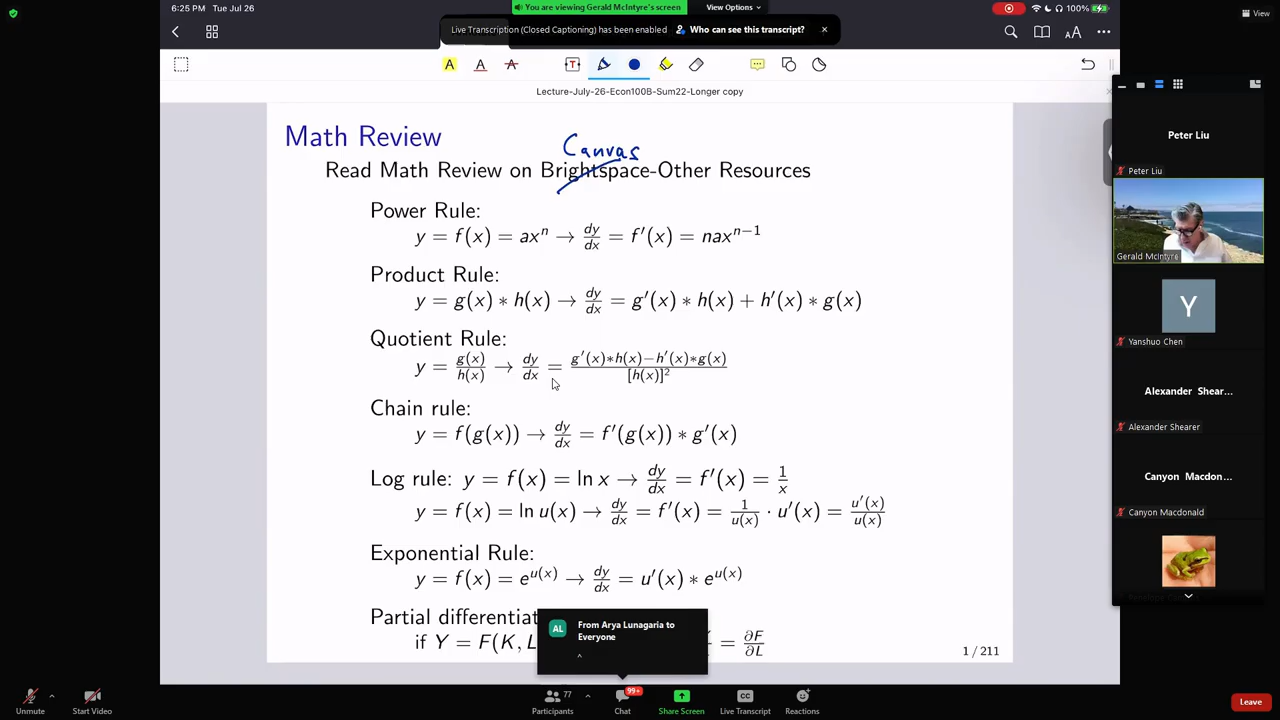 6:25 PM Tue Jul 26
You are viewing Gerald McIntyre's screen
View Options
100%
View
Live Transcription (Closed Captioning) has been enabled
Who can see this transcript?
Lecture-July-26-Econ100B-Sum22-Longer copy
Math Review
Canvas
Read Math Review on Brightspace-Other Resources
Power Rule:
y = f(x) = ax^n → dy/dx = f′(x) = nax^{n−1}
Product Rule:
y = g(x) ∗ h(x) → dy/dx = g′(x) ∗ h(x) + h′(x) ∗ g(x)
Quotient Rule:
y = g(x)/h(x) → dy/dx = g′(x)∗h(x)−h′(x)∗g(x)/[h(x)]²
Chain rule:
y = f(g(x)) → dy/dx = f′(g(x)) ∗ g′(x)
Log rule: y = f(x) = ln x → dy/dx = f′(x) = 1/x
y = f(x) = ln u(x) → dy/dx = f′(x) = 1/u(x) · u′(x) = u′(x)/u(x)
Exponential Rule:
y = f(x) = e^{u(x)} → dy/dx = u′(x) ∗ e^{u(x)}
Partial differentiat
if Y = F(K, L
= ∂F/∂L
1 / 211
AL
From Arya Lunagaria to
Everyone
Peter Liu
Peter Liu
Gerald McIntyre
Y
Yanshuo Chen
Alexander Shear...
Alexander Shearer
Canyon Macdon...
Canyon Macdonald
Unmute
Start Video
77
Participants
99+
Chat
Share Screen
CC
Live Transcript
Reactions
Leave